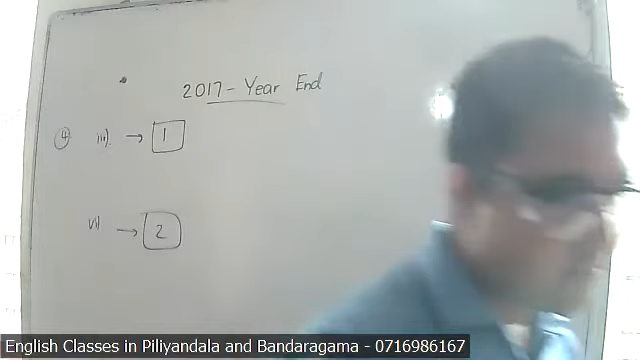 2017 - Year End
4 iii) → 1
vi) → 2
English Classes in Piliyandala and Bandaragama - 0716986167